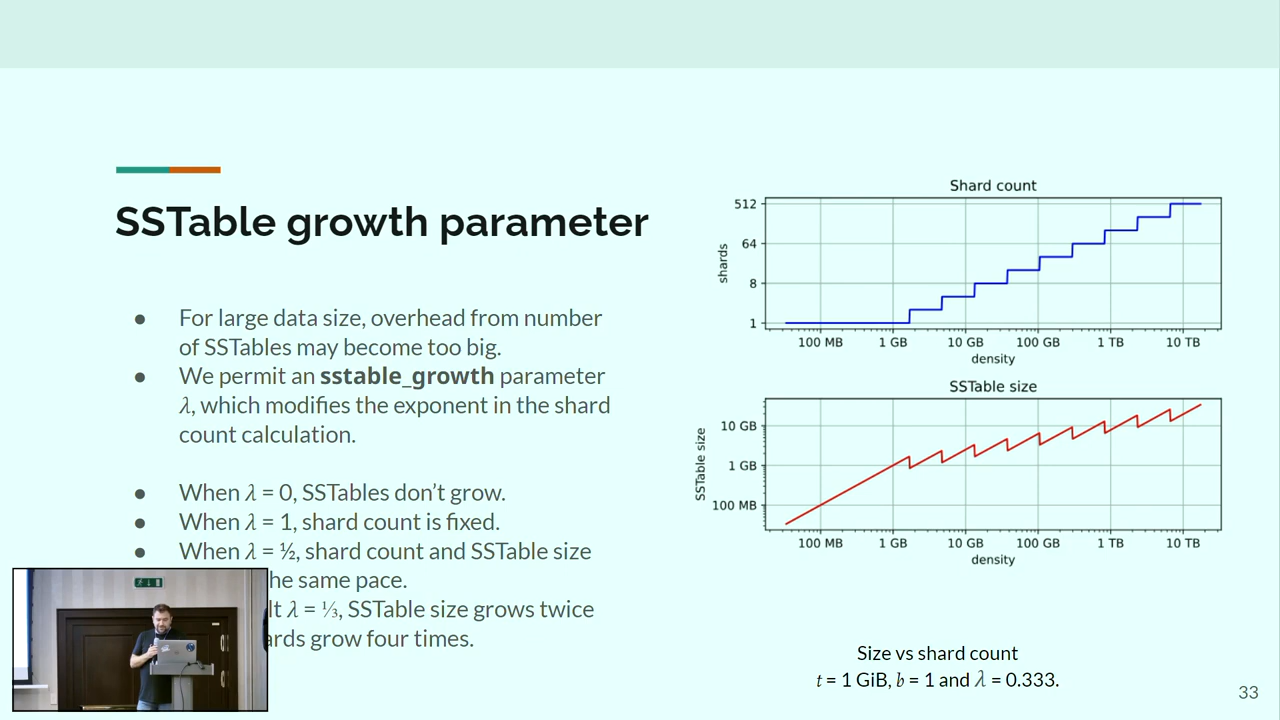 SSTable growth parameter
● For large data size, overhead from number
of SSTables may become too big.
● We permit an sstable_growth parameter
λ, which modifies the exponent in the shard
count calculation.
● When λ = 0, SSTables don't grow.
● When λ = 1, shard count is fixed.
● When λ = ½, shard count and SSTable size
he same pace.
lt λ = ⅓, SSTable size grows twice
ards grow four times.
Shard count
512
64
8
1
shards
100 MB 1 GB 10 GB 100 GB 1 TB 10 TB
density
SSTable size
10 GB
1 GB
100 MB
SSTable size
100 MB 1 GB 10 GB 100 GB 1 TB 10 TB
density
Size vs shard count
t = 1 GiB, b = 1 and λ = 0.333.
33